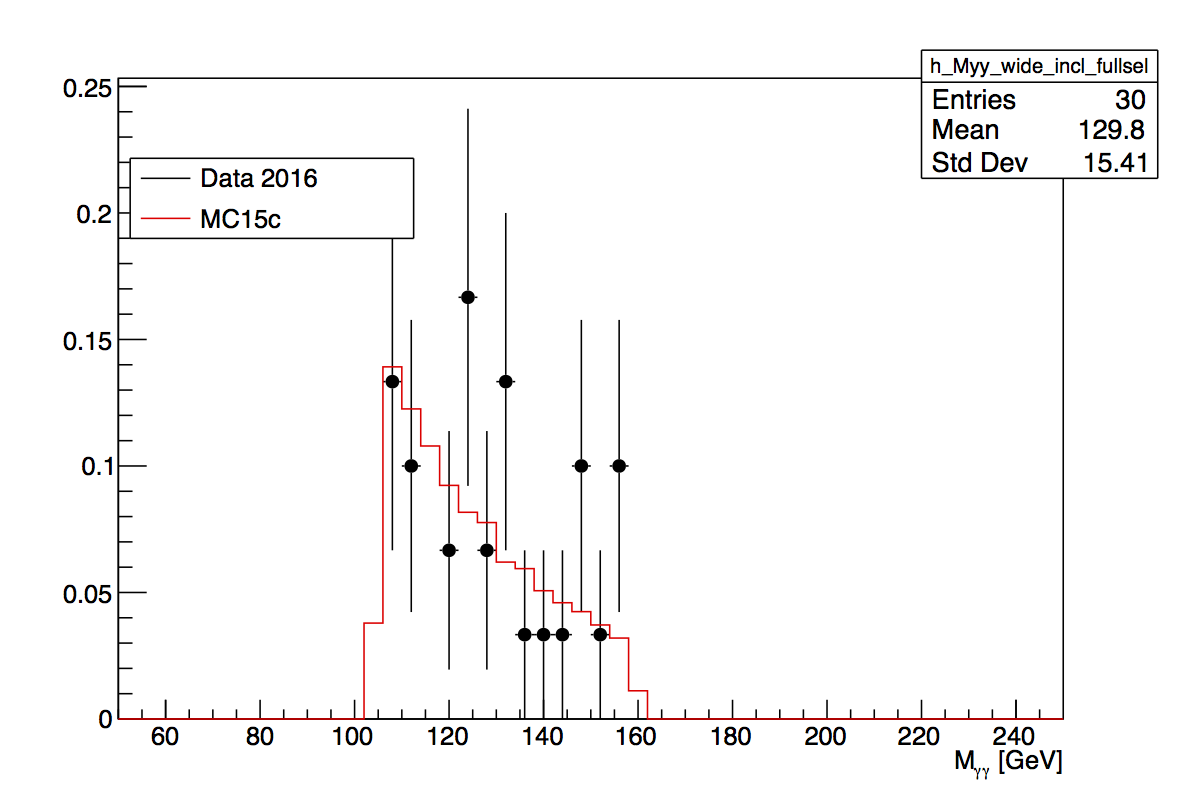 h_Myy_wide_incl_fullsel
Entries 30
Mean 129.8
Std Dev 15.41
Data 2016
MC15c
0.25
0.2
0.15
0.1
0.05
0
60 80 100 120 140 160 180 200 220 240
Mγγ [GeV]